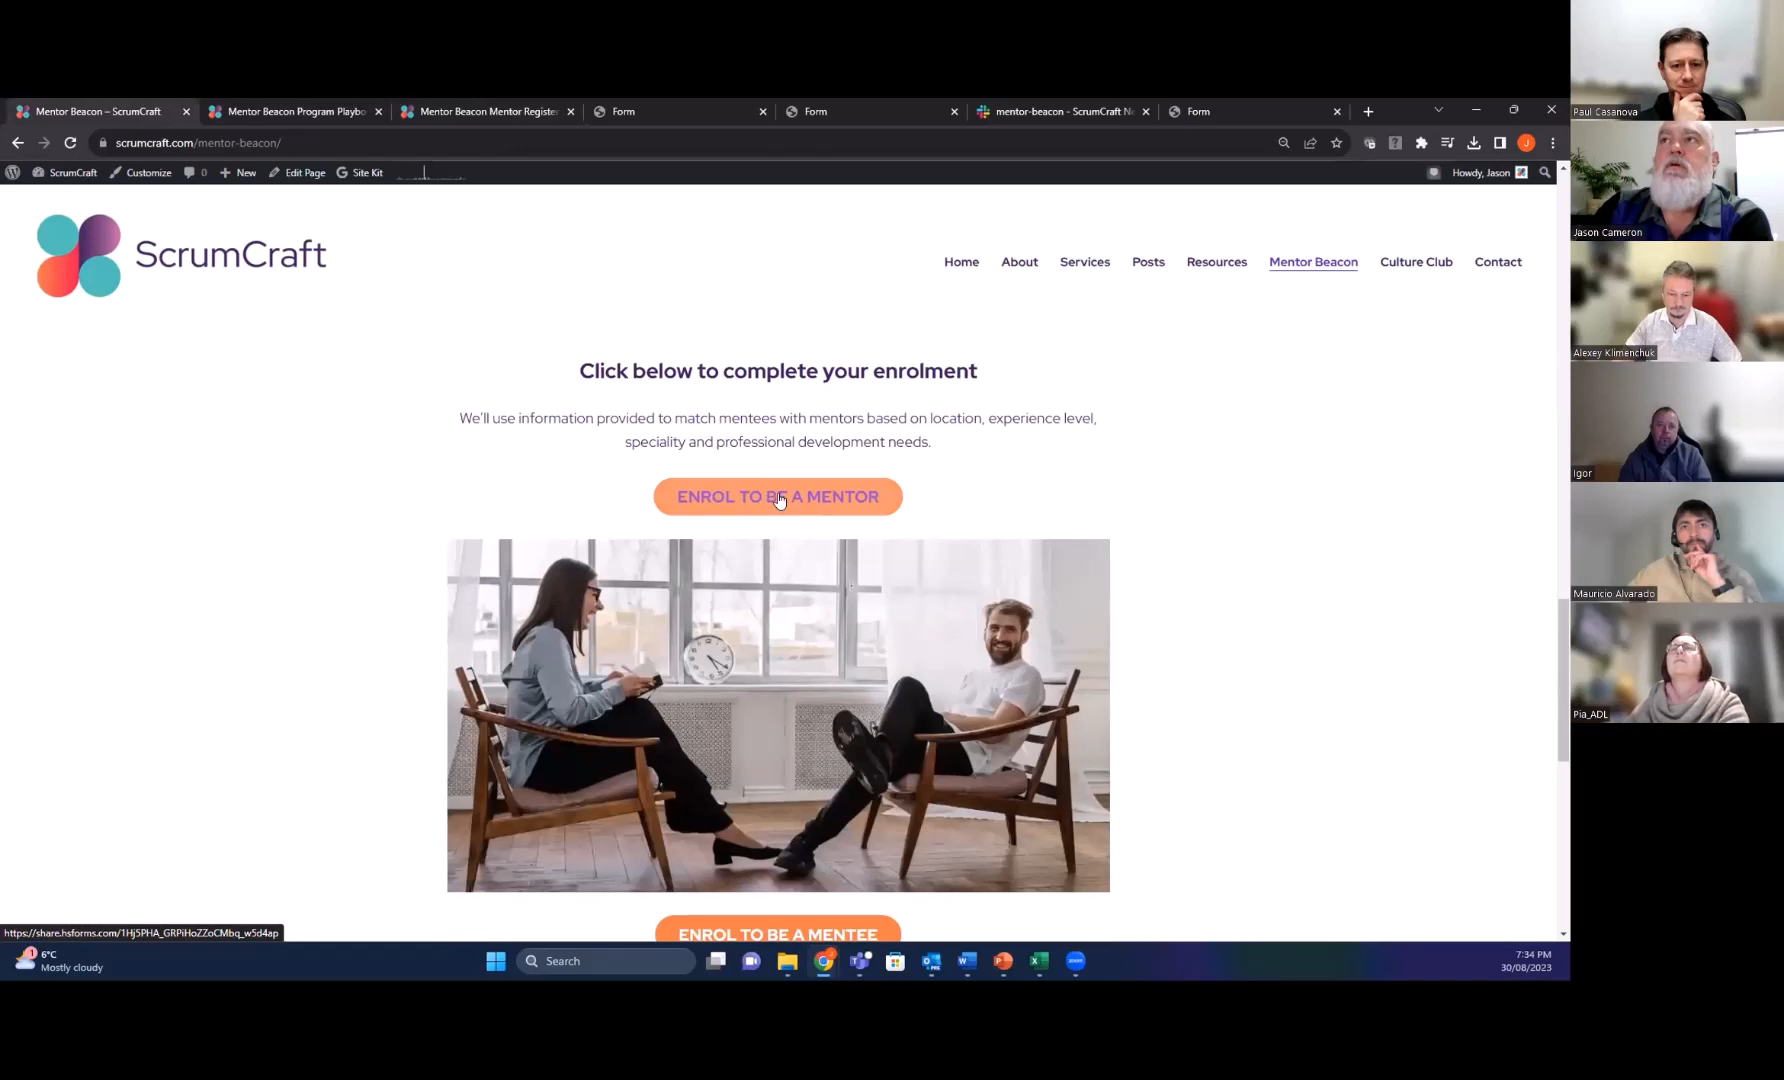 Mentor Beacon – ScrumCraft
Mentor Beacon Program Playbo
Mentor Beacon Mentor Register
Form
Form
mentor-beacon - ScrumCraft Ne
Form
scrumcraft.com/mentor-beacon/
J
ScrumCraft
Customize
0
New
Edit Page
Site Kit
Howdy, Jason
ScrumCraft
Home
About
Services
Posts
Resources
Mentor Beacon
Culture Club
Contact
Click below to complete your enrolment
We'll use information provided to match mentees with mentors based on location, experience level,
speciality and professional development needs.
ENROL TO BE A MENTOR
ENROL TO BE A MENTEE
https://share.hsforms.com/1Hj5PHA_GRPiHoZZoCMbq_w5d4ap
1
6°C
Mostly cloudy
Search
7:34 PM
30/08/2023
Paul Casanova
Jason Cameron
Alexey Klimenchuk
Igor
Mauricio Alvarado
Pia_ADL